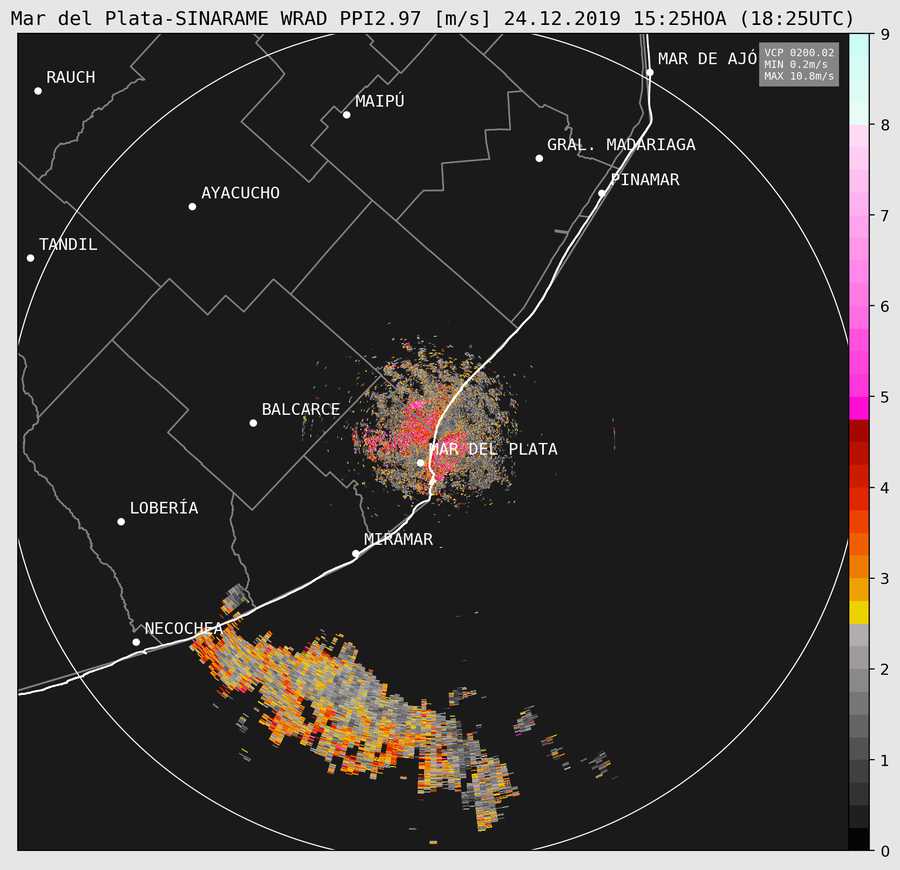 Mar del Plata-SINARAME WRAD PPI2.97 [m/s] 24.12.2019 15:25HOA (18:25UTC)
VCP 0200.02
MIN 0.2m/s
MAX 10.8m/s
MAR DE AJÓ
RAUCH
MAIPÚ
GRAL. MADARIAGA
PINAMAR
AYACUCHO
TANDIL
BALCARCE
MAR DEL PLATA
LOBERÍA
MIRAMAR
NECOCHEA
9
8
7
6
5
4
3
2
1
0